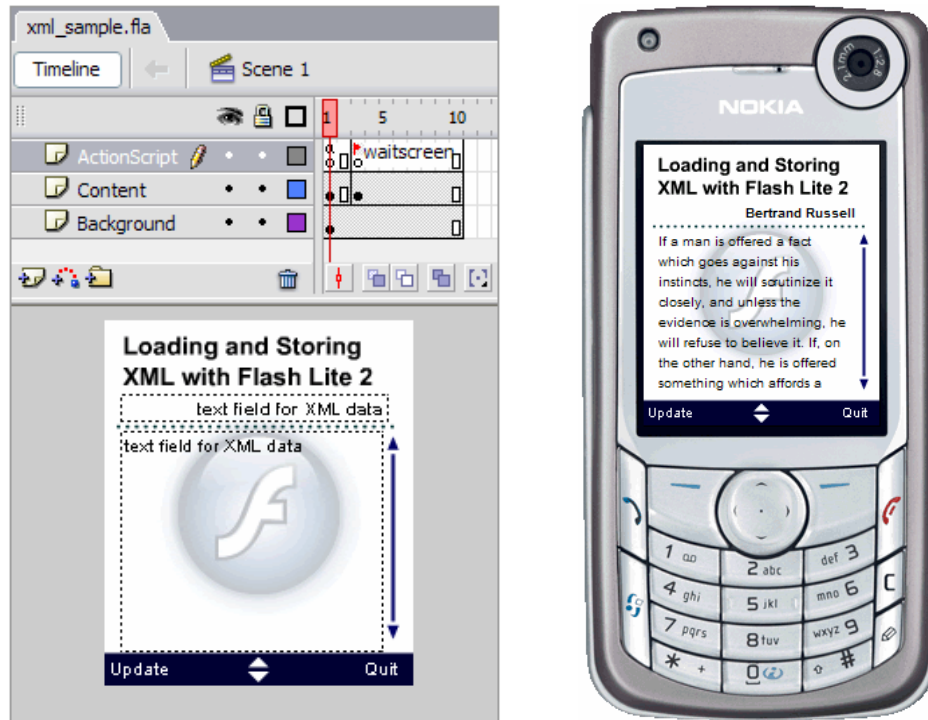 xml_sample.fla
Timeline
Scene 1
1 5 10
ActionScript
waitscreen
Content
Background
Loading and Storing
XML with Flash Lite 2
text field for XML data
text field for XML data
Update
Quit
2.1mm 1:2.8
NOKIA
Loading and Storing
XML with Flash Lite 2
Bertrand Russell
If a man is offered a fact
which goes against his
instincts, he will scrutinize it
closely, and unless the
evidence is overwhelming, he
will refuse to believe it. If, on
the other hand, he is offered
something which affords a
Update
Quit
1
2 abc
def 3
4 ghi
5 jkl
mno 6
C
7 pqrs
8 tuv
wxyz 9
* +
0
#